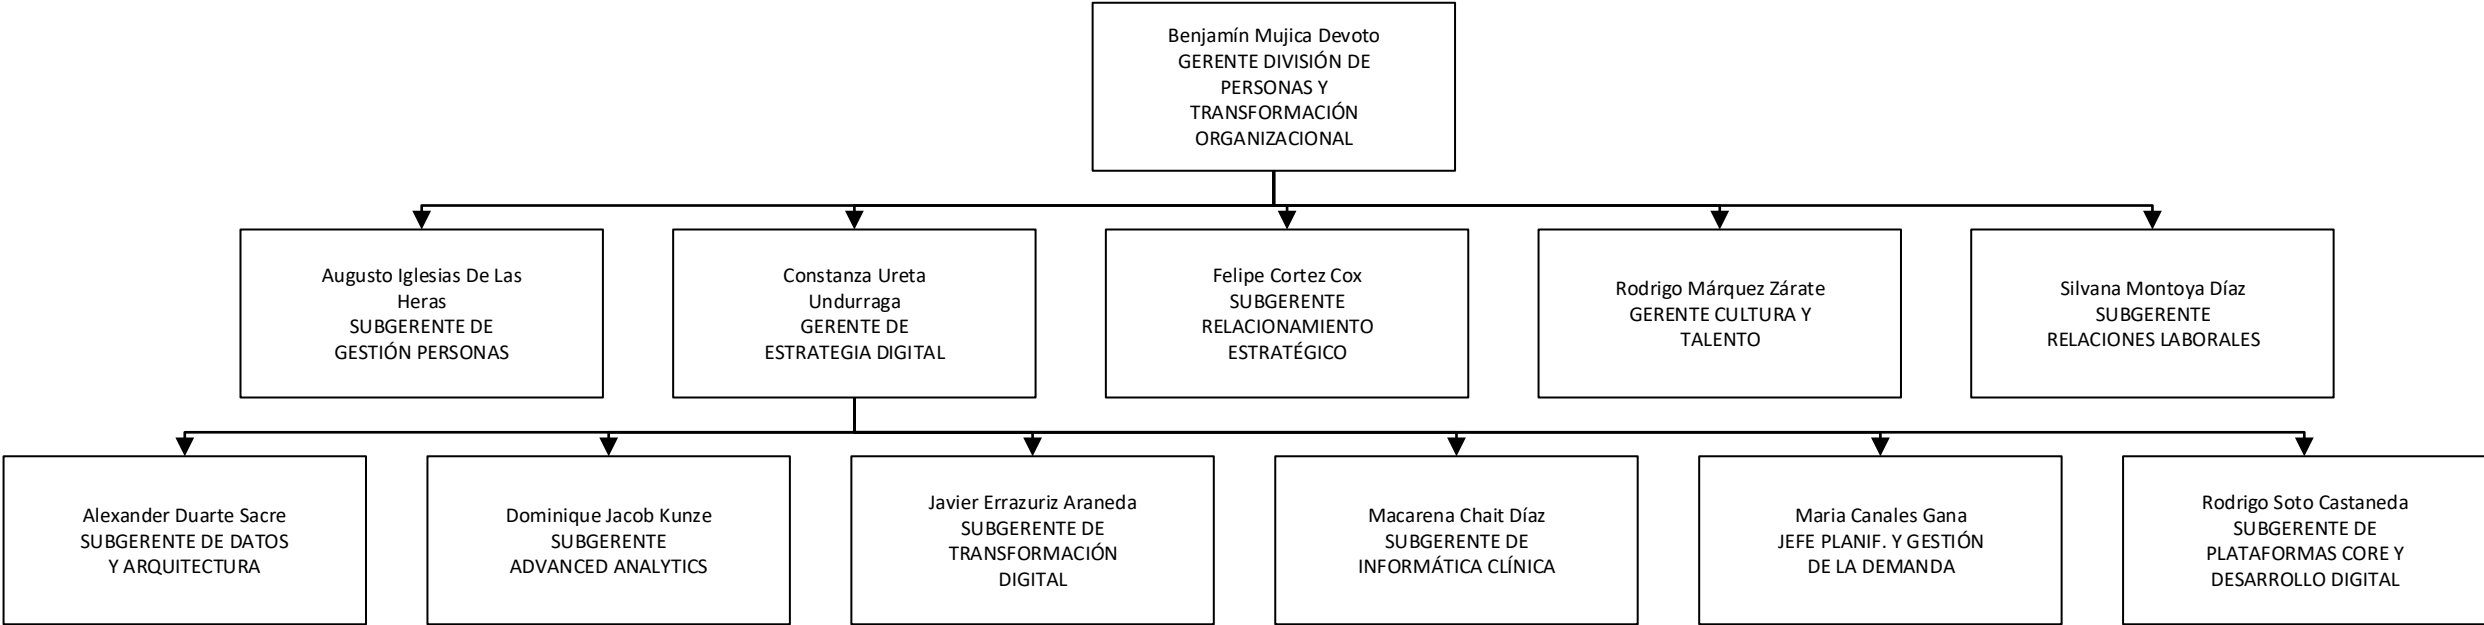 Benjamín Mujica Devoto
GERENTE DIVISIÓN DE
PERSONAS Y
TRANSFORMACIÓN
ORGANIZACIONAL
Augusto Iglesias De Las
Heras
SUBGERENTE DE
GESTIÓN PERSONAS
Constanza Ureta
Undurraga
GERENTE DE
ESTRATEGIA DIGITAL
Felipe Cortez Cox
SUBGERENTE
RELACIONAMIENTO
ESTRATÉGICO
Rodrigo Márquez Zárate
GERENTE CULTURA Y
TALENTO
Silvana Montoya Díaz
SUBGERENTE
RELACIONES LABORALES
Alexander Duarte Sacre
SUBGERENTE DE DATOS
Y ARQUITECTURA
Dominique Jacob Kunze
SUBGERENTE
ADVANCED ANALYTICS
Javier Errazuriz Araneda
SUBGERENTE DE
TRANSFORMACIÓN
DIGITAL
Macarena Chait Díaz
SUBGERENTE DE
INFORMÁTICA CLÍNICA
Maria Canales Gana
JEFE PLANIF. Y GESTIÓN
DE LA DEMANDA
Rodrigo Soto Castaneda
SUBGERENTE DE
PLATAFORMAS CORE Y
DESARROLLO DIGITAL